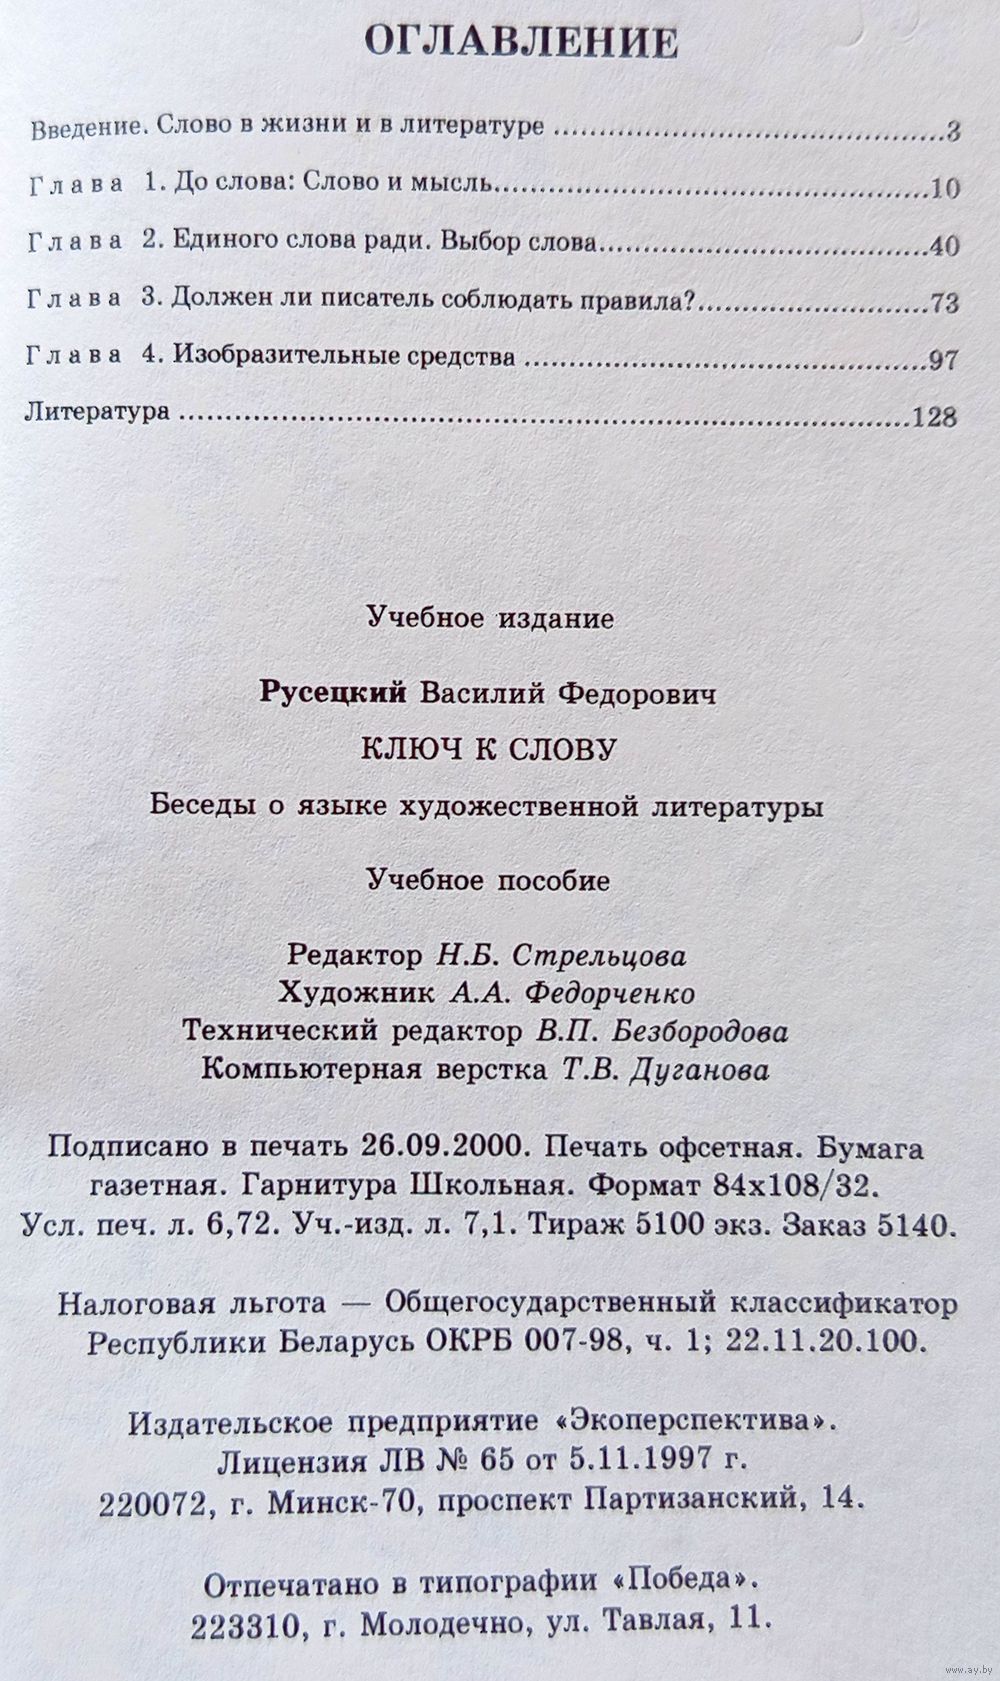 ОГЛАВЛЕНИЕ
Введение. Слово в жизни и в литературе ...........................................3
Глава 1. До слова: Слово и мысль...............................................10
Глава 2. Единого слова ради. Выбор слова...................................40
Глава 3. Должен ли писатель соблюдать правила?.........................73
Глава 4. Изобразительные средства ............................................97
Литература ................................................................................128
Учебное издание
Русецкий Василий Федорович
КЛЮЧ К СЛОВУ
Беседы о языке художественной литературы
Учебное пособие
Редактор Н.Б. Стрельцова
Художник А.А. Федорченко
Технический редактор В.П. Безбородова
Компьютерная верстка Т.В. Дуганова
Подписано в печать 26.09.2000. Печать офсетная. Бумага
газетная. Гарнитура Школьная. Формат 84х108/32.
Усл. печ. л. 6,72. Уч.-изд. л. 7,1. Тираж 5100 экз. Заказ 5140.
Налоговая льгота — Общегосударственный классификатор
Республики Беларусь ОКРБ 007-98, ч. 1; 22.11.20.100.
Издательское предприятие «Экоперспектива».
Лицензия ЛВ № 65 от 5.11.1997 г.
220072, г. Минск-70, проспект Партизанский, 14.
Отпечатано в типографии «Победа».
223310, г. Молодечно, ул. Тавлая, 11.
www.ay.by